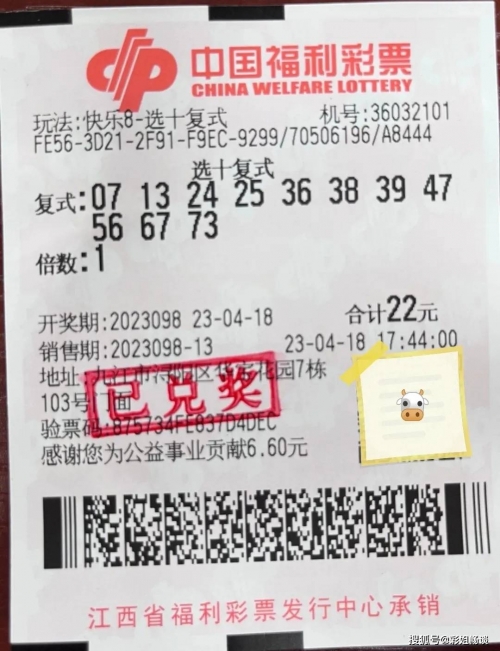 中国福利彩票
CHINA WELFARE LOTTERY
玩法:快乐8-选十复式 机号:36032101
FE56-3D21-2F91-F9EC-9299/70506196/A8444
选十复式
复式:07 13 24 25 36 38 39 47
56 67 73
倍数:1
开奖期:2023098 23-04-18 合计22元
销售期:2023098-13 23-04-18 17:44:00
地址:九江市浔阳区华 花园7栋
103号门面
已兑奖
验票码:875734FE837D4DEC
感谢您为公益事业贡献6.60元
江西省福利彩票发行中心承销
搜狐号@彩姐畅谈